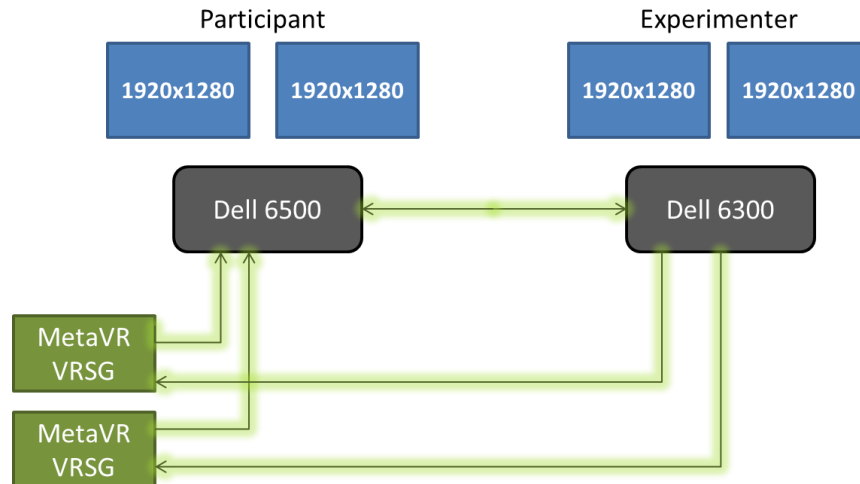 Participant
Experimenter
1920x1280
1920x1280
1920x1280
1920x1280
Dell 6500
Dell 6300
MetaVR
VRSG
MetaVR
VRSG